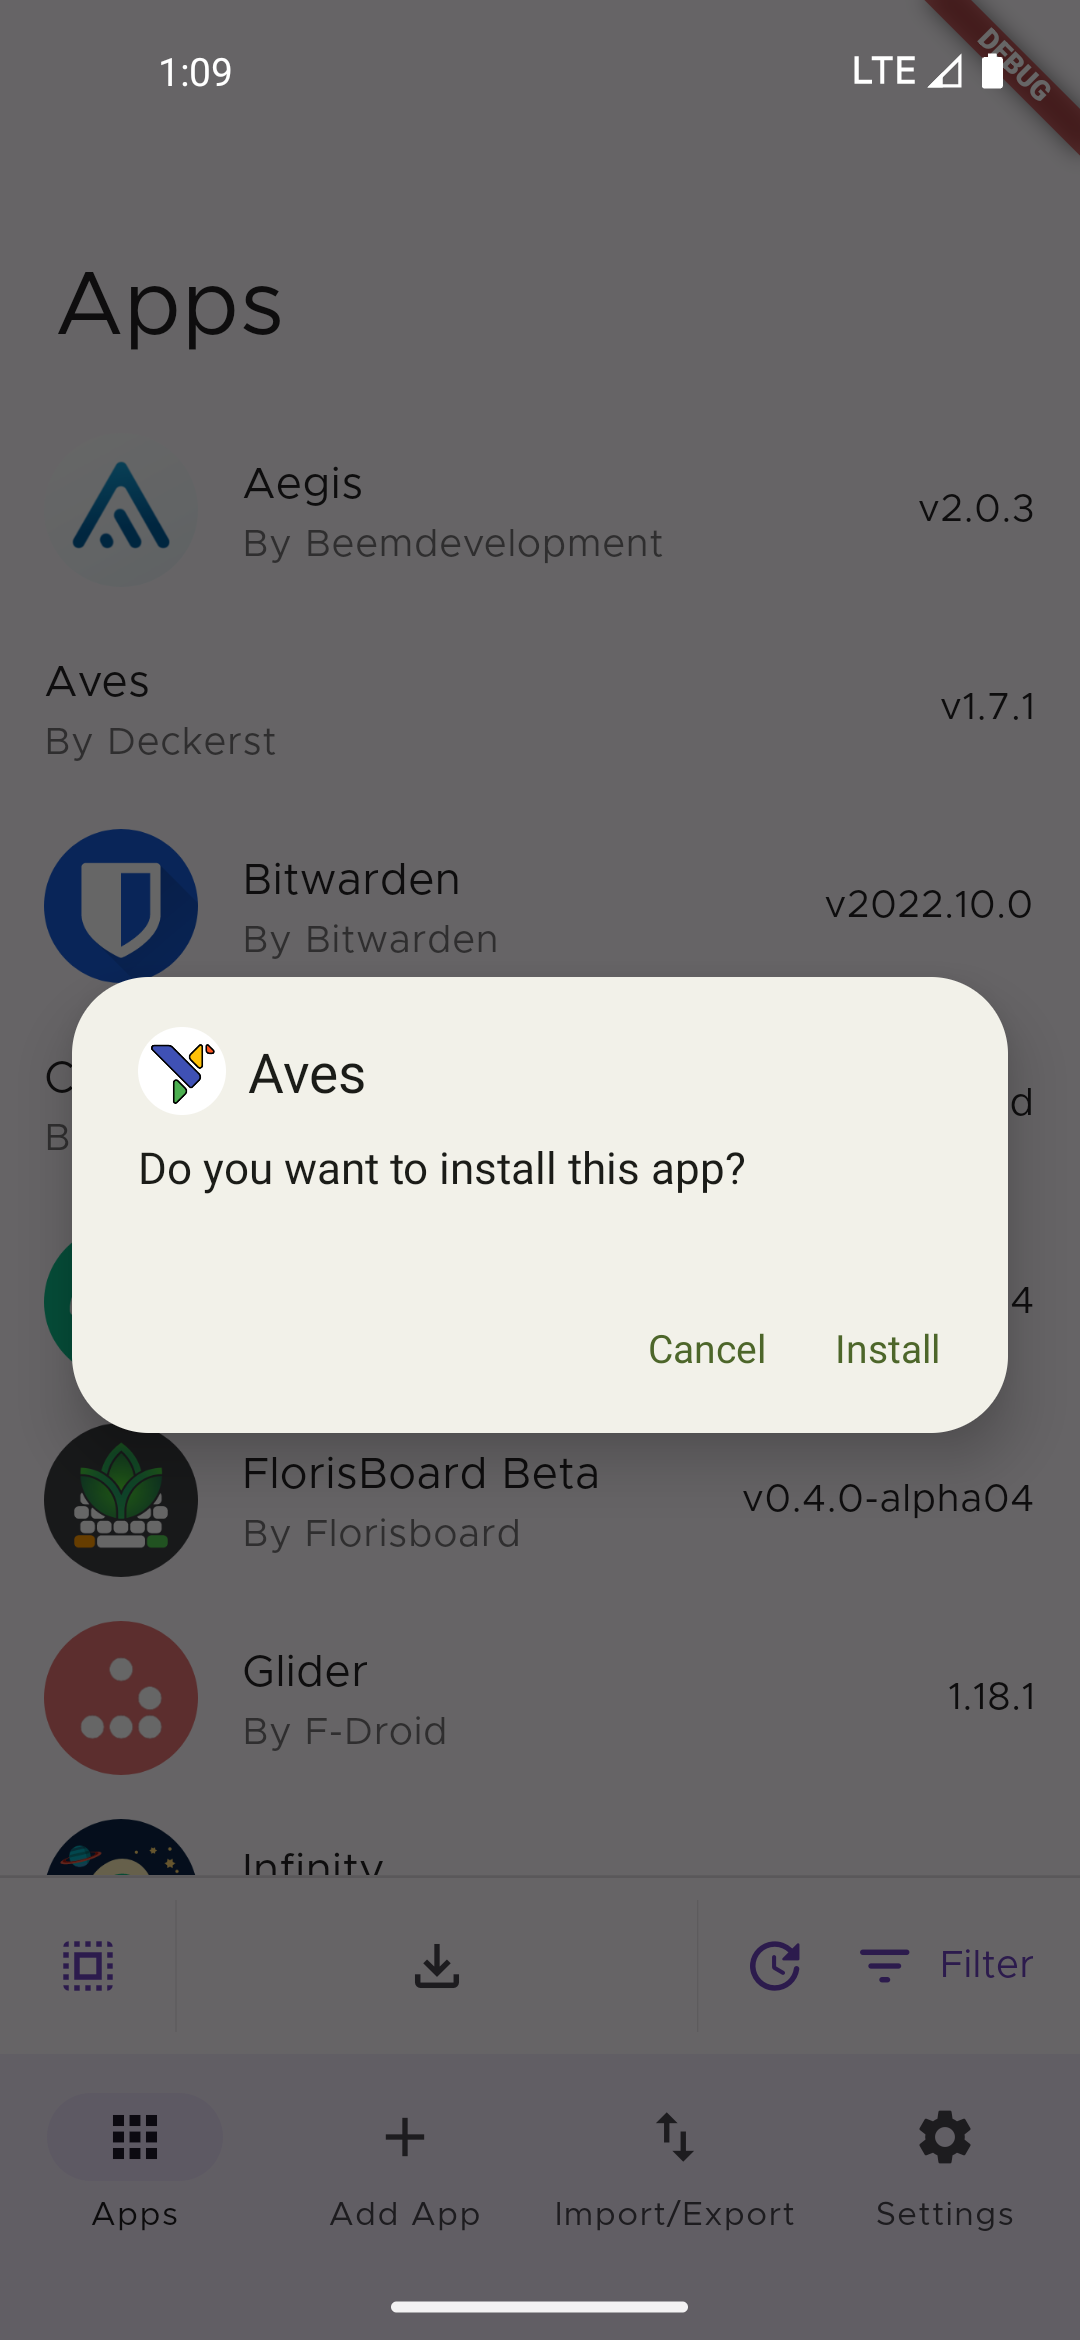 1:09
LTE
DEBUG
Apps
Aegis
By Beemdevelopment
v2.0.3
Aves
By Deckerst
v1.7.1
Bitwarden
By Bitwarden
v2022.10.0
Aves
Do you want to install this app?
Cancel Install
FlorisBoard Beta
By Florisboard
v0.4.0-alpha04
Glider
By F-Droid
1.18.1
Infinity
Filter
Apps Add App Import/Export Settings